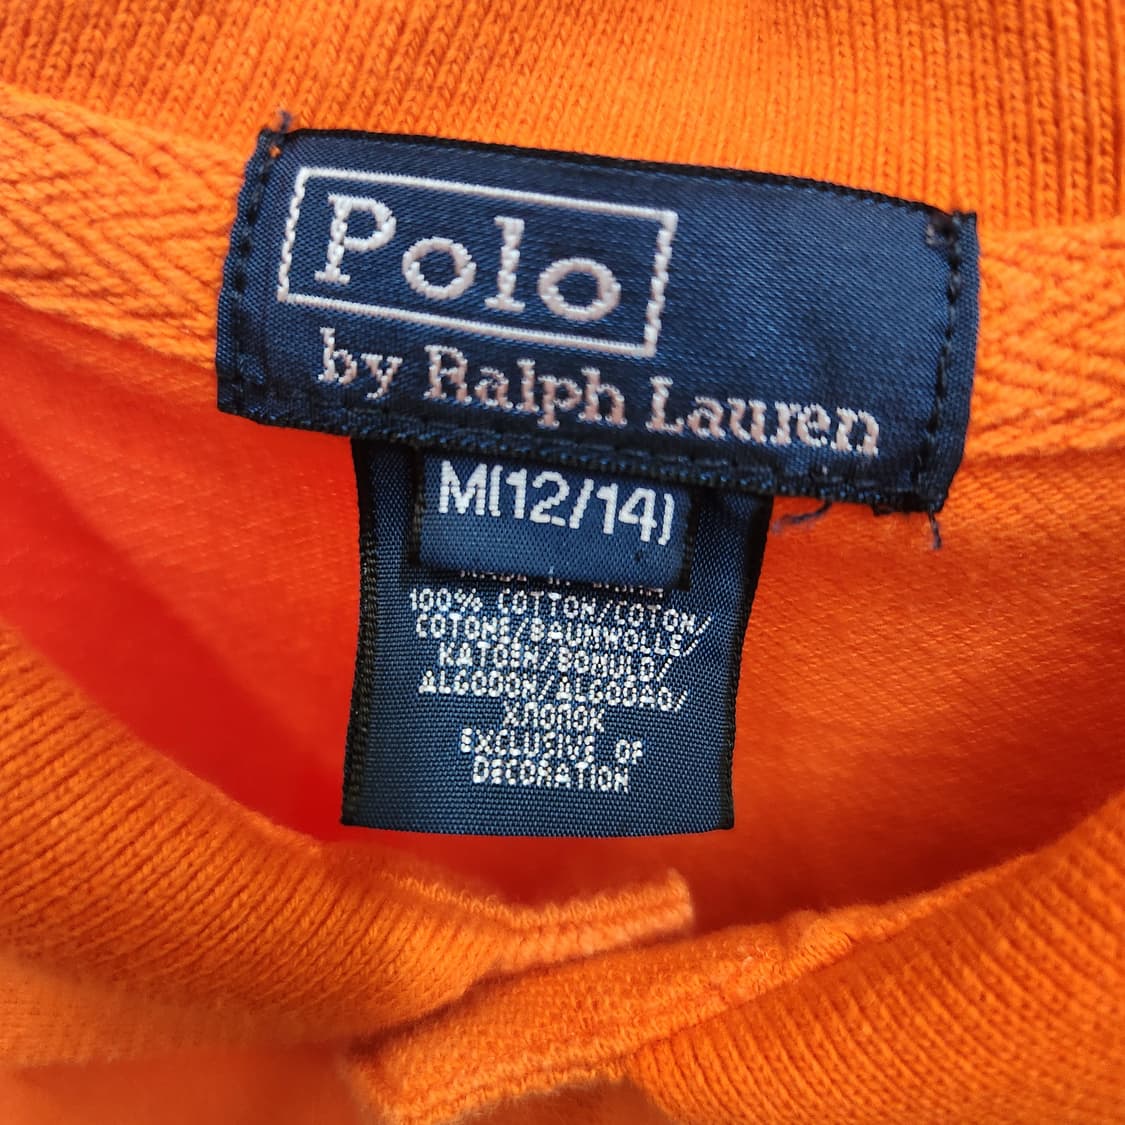 Polo
by Ralph Lauren
M(12/14)
100% COTTON/COTON/
COTONE/BAUMWOLLE/
KATOEN/BOMULD/
ALGODON/ALGODAO/
ХЛОПОК
EXCLUSIVE OF
DECORATION